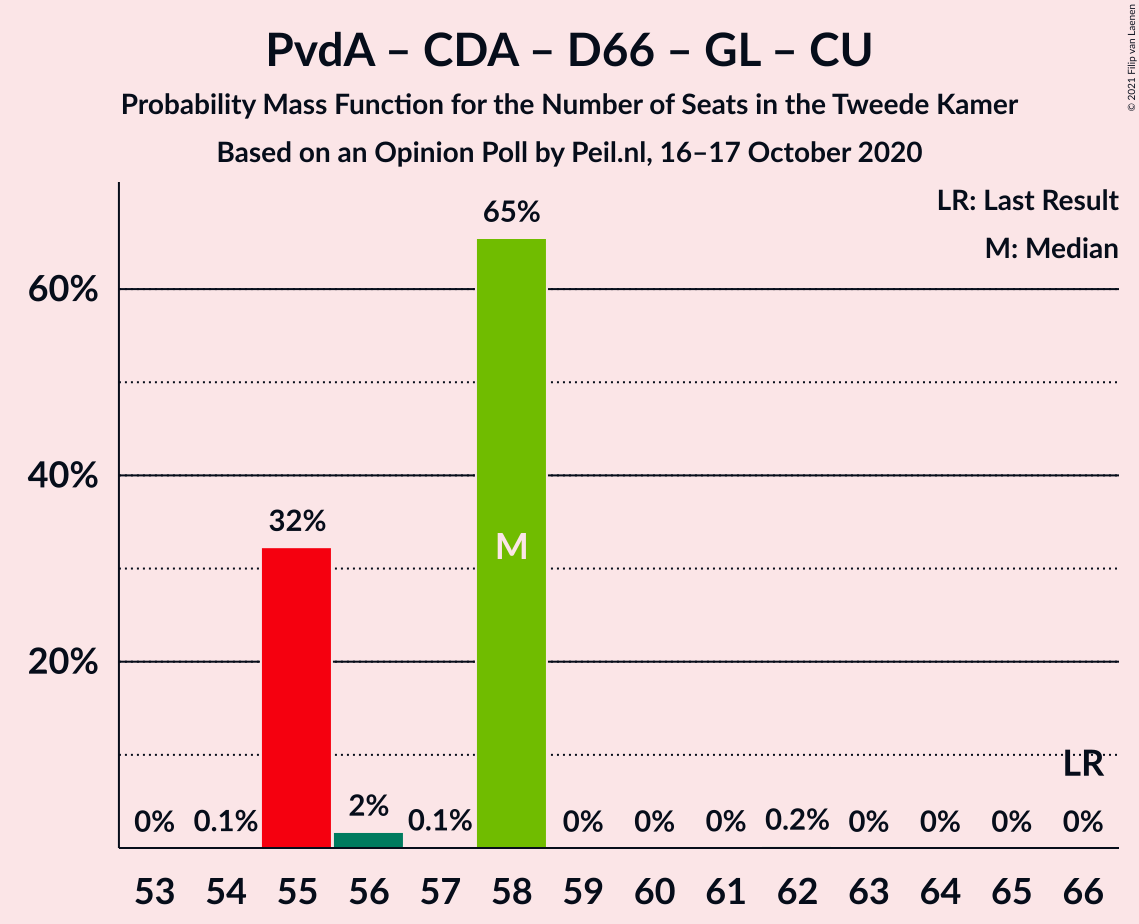 PvdA – CDA – D66 – GL – CU
Probability Mass Function for the Number of Seats in the Tweede Kamer
Based on an Opinion Poll by Peil.nl, 16–17 October 2020
© 2021 Filip van Laenen
LR: Last Result
M: Median
65%
60%
40%
32%
M
20%
LR
0% 0.1% 2% 0.1% 0% 0% 0% 0.2% 0% 0% 0% 0%
53 54 55 56 57 58 59 60 61 62 63 64 65 66